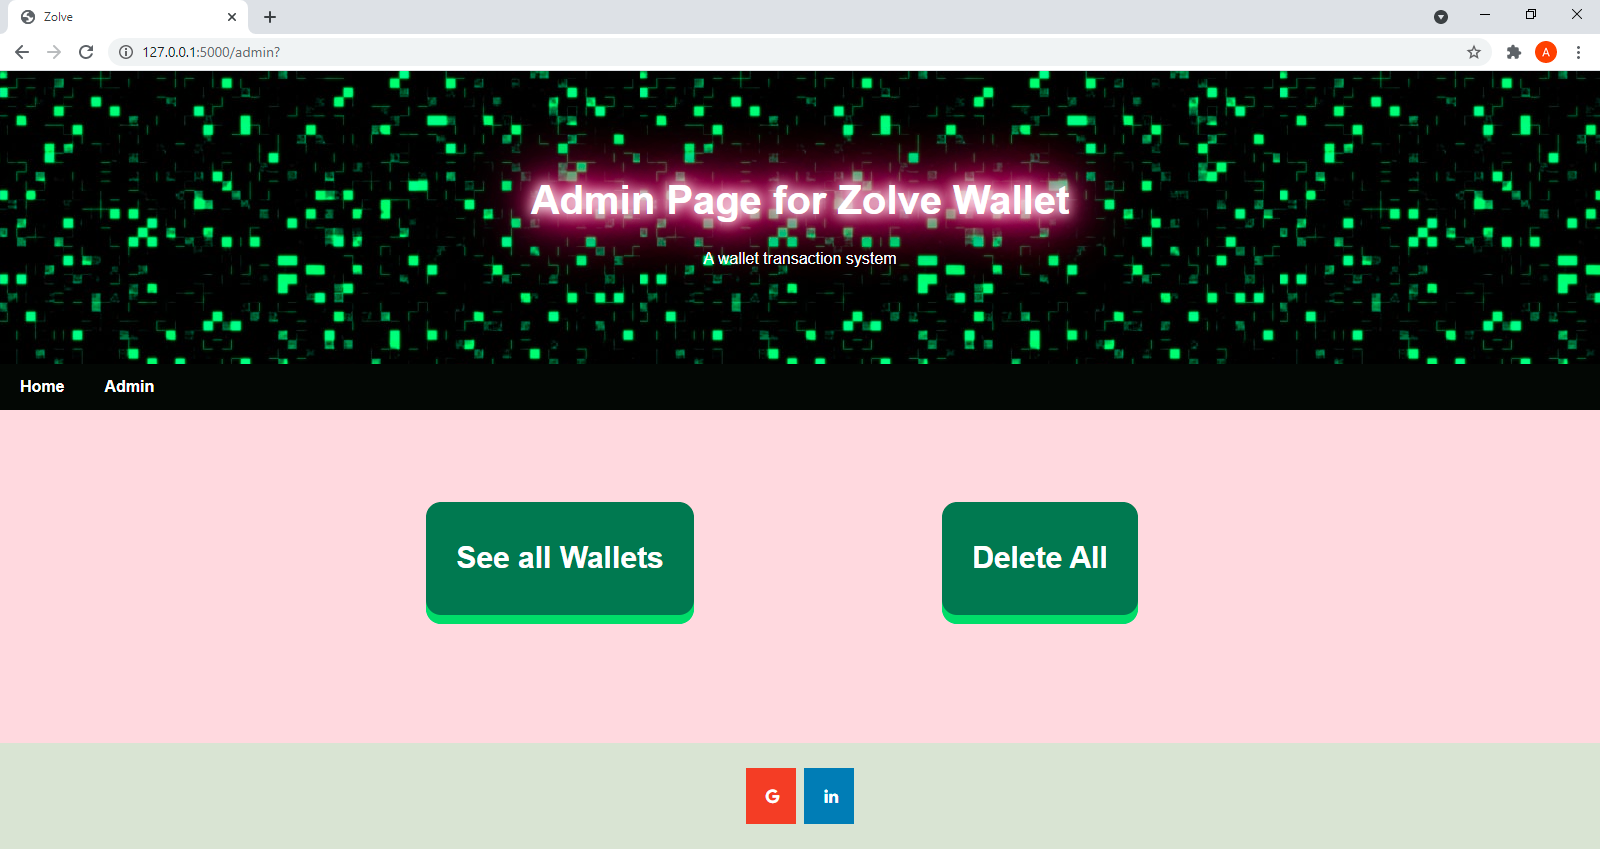 Zolve
127.0.0.1:5000/admin?
A
Admin Page for Zolve Wallet
A wallet transaction system
Home Admin
See all Wallets Delete All
G in